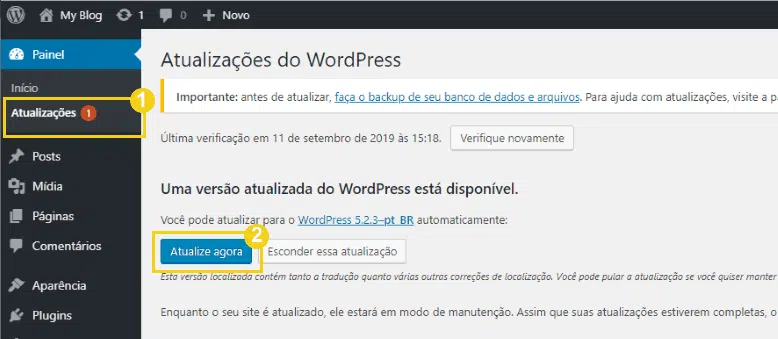 My Blog 1 0 + Novo
Painel
Início
Atualizações 1
1
Posts
Mídia
Páginas
Comentários
Aparência
Plugins
Atualizações do WordPress
Importante: antes de atualizar, faça o backup de seu banco de dados e arquivos. Para ajuda com atualizações, visite a p
Última verificação em 11 de setembro de 2019 às 15:18. Verifique novamente
Uma versão atualizada do WordPress está disponível.
Você pode atualizar para o WordPress 5.2.3–pt_BR automaticamente:
2
Atualize agora Esconder essa atualização
Esta versão localizada contém tanto a tradução quanto várias outras correções de localização. Você pode pular a atualização se você quiser manter
Enquanto o seu site é atualizado, ele estará em modo de manutenção. Assim que suas atualizações estiverem completas, o